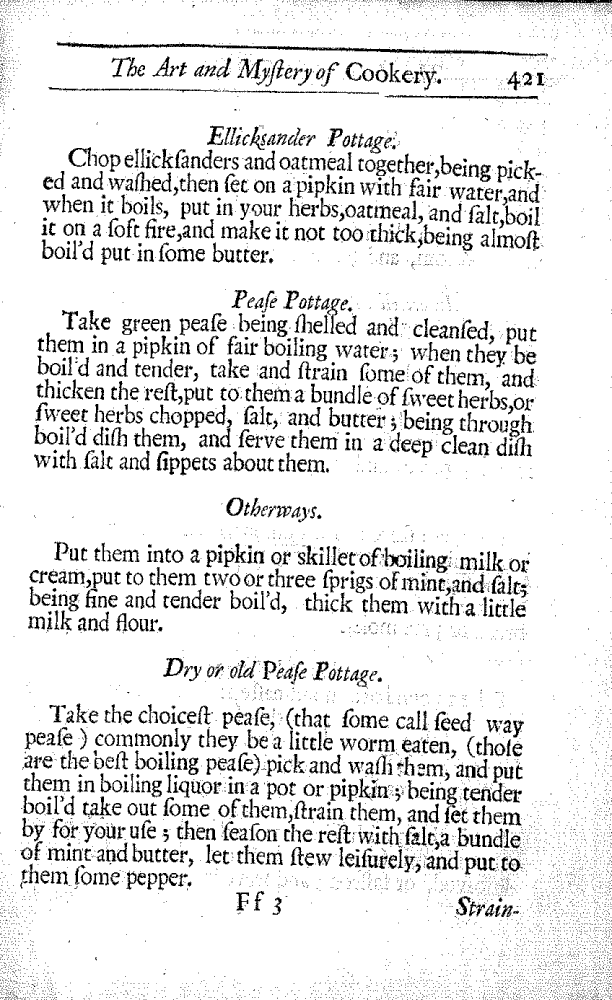 The Art and Myſtery of Cookery. 421
Ellickſander Pottage.
Chop ellickſanders and oatmeal together,being pick-
ed and waſhed,then ſet on a pipkin with fair water,and
when it boils, put in your herbs,oatmeal, and ſalt,boil
it on a ſoft fire,and make it not too thick,being almoſt
boil'd put in ſome butter.
Peaſe Pottage.
Take green peaſe being ſhelled and cleanſed, put
them in a pipkin of fair boiling water; when they be
boil'd and tender, take and ſtrain ſome of them, and
thicken the reſt,put to them a bundle of ſweet herbs,or
ſweet herbs chopped, ſalt, and butter; being through
boil'd diſh them, and ſerve them in a deep clean diſh
with ſalt and ſippets about them.
Otherways.
Put them into a pipkin or skillet of boiling milk or
cream,put to them two or three ſprigs of mint,and ſalt;
being fine and tender boil'd, thick them with a little
milk and flour.
Dry or old Peaſe Pottage.
Take the choiceſt peaſe, (that ſome call ſeed way
peaſe ) commonly they be a little worm eaten, (thoſe
are the beſt boiling peaſe) pick and waſh them, and put
them in boiling liquor in a pot or pipkin; being tender
boil'd take out ſome of them,ſtrain them, and ſet them
by for your uſe; then ſeaſon the reſt with ſalt,a bundle
of mint and butter, let them ſtew leiſurely, and put to
them ſome pepper.
Ff 3 Strain-